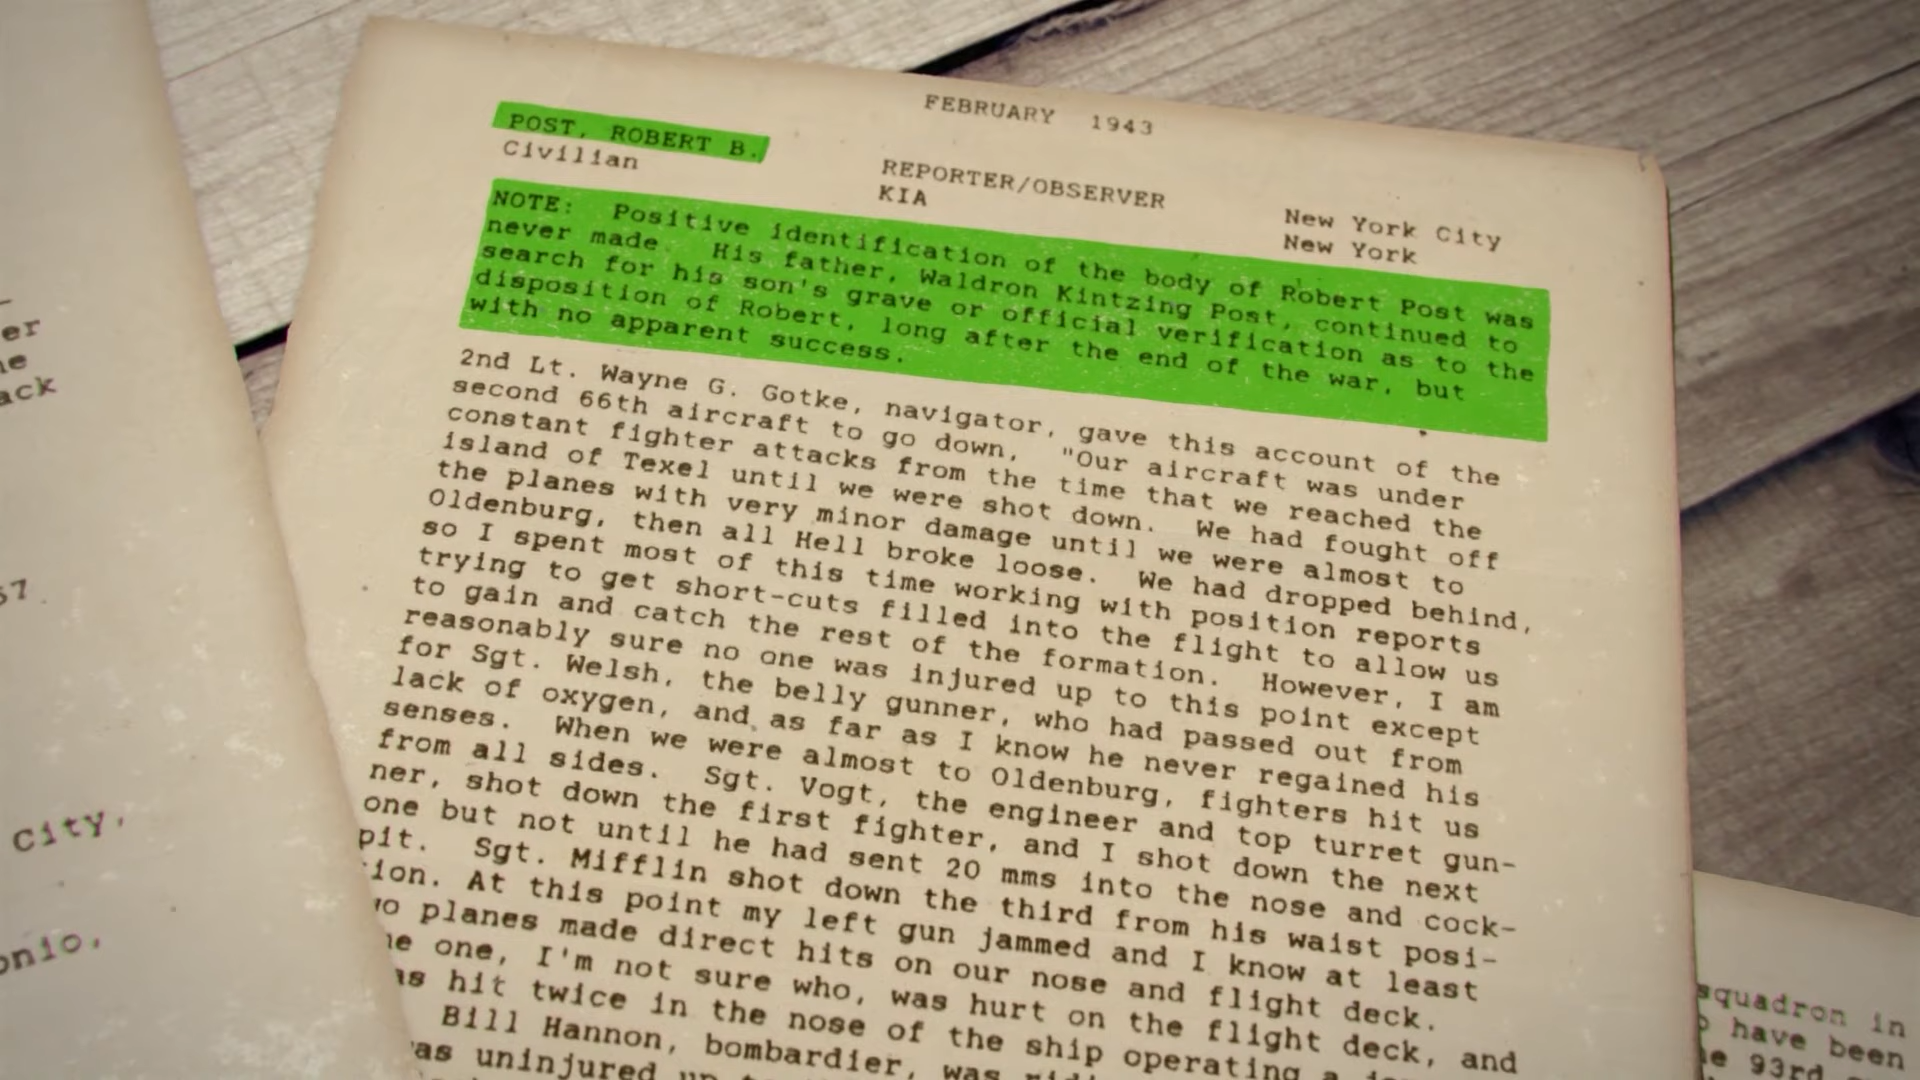 FEBRUARY 1943
POST, ROBERT B.
Civilian
REPORTER/OBSERVER
KIA
New York City
New York
NOTE: Positive identification of the body of Robert Post was
never made. His father, Waldron Kintzing Post, continued to
search for his son's grave or official verification as to the
disposition of Robert, long after the end of the war, but
with no apparent success.
2nd Lt. Wayne G. Gotke, navigator, gave this account of the
second 66th aircraft to go down, "Our aircraft was under
constant fighter attacks from the time that we reached the
island of Texel until we were shot down. We had fought off
the planes with very minor damage until we were almost to
Oldenburg, then all Hell broke loose. We had dropped behind,
so I spent most of this time working with position reports
trying to get short-cuts filled into the flight to allow us
to gain and catch the rest of the formation. However, I am
reasonably sure no one was injured up to this point except
for Sgt. Welsh, the belly gunner, who had passed out from
lack of oxygen, and as far as I know he never regained his
senses. When we were almost to Oldenburg, fighters hit us
from all sides. Sgt. Vogt, the engineer and top turret gun-
ner, shot down the first fighter, and I shot down the next
one but not until he had sent 20 mms into the nose and cock-
pit. Sgt. Mifflin shot down the third from his waist posi-
tion. At this point my left gun jammed and I know at least
planes made direct hits on our nose and flight deck.
one, I'm not sure who, was hurt on the flight deck, and
hit twice in the nose of the ship operating a
Bill Hannon, bombardier, was
was uninjured
er
ack
57
City,
onio,
squadron in
have been
93rd